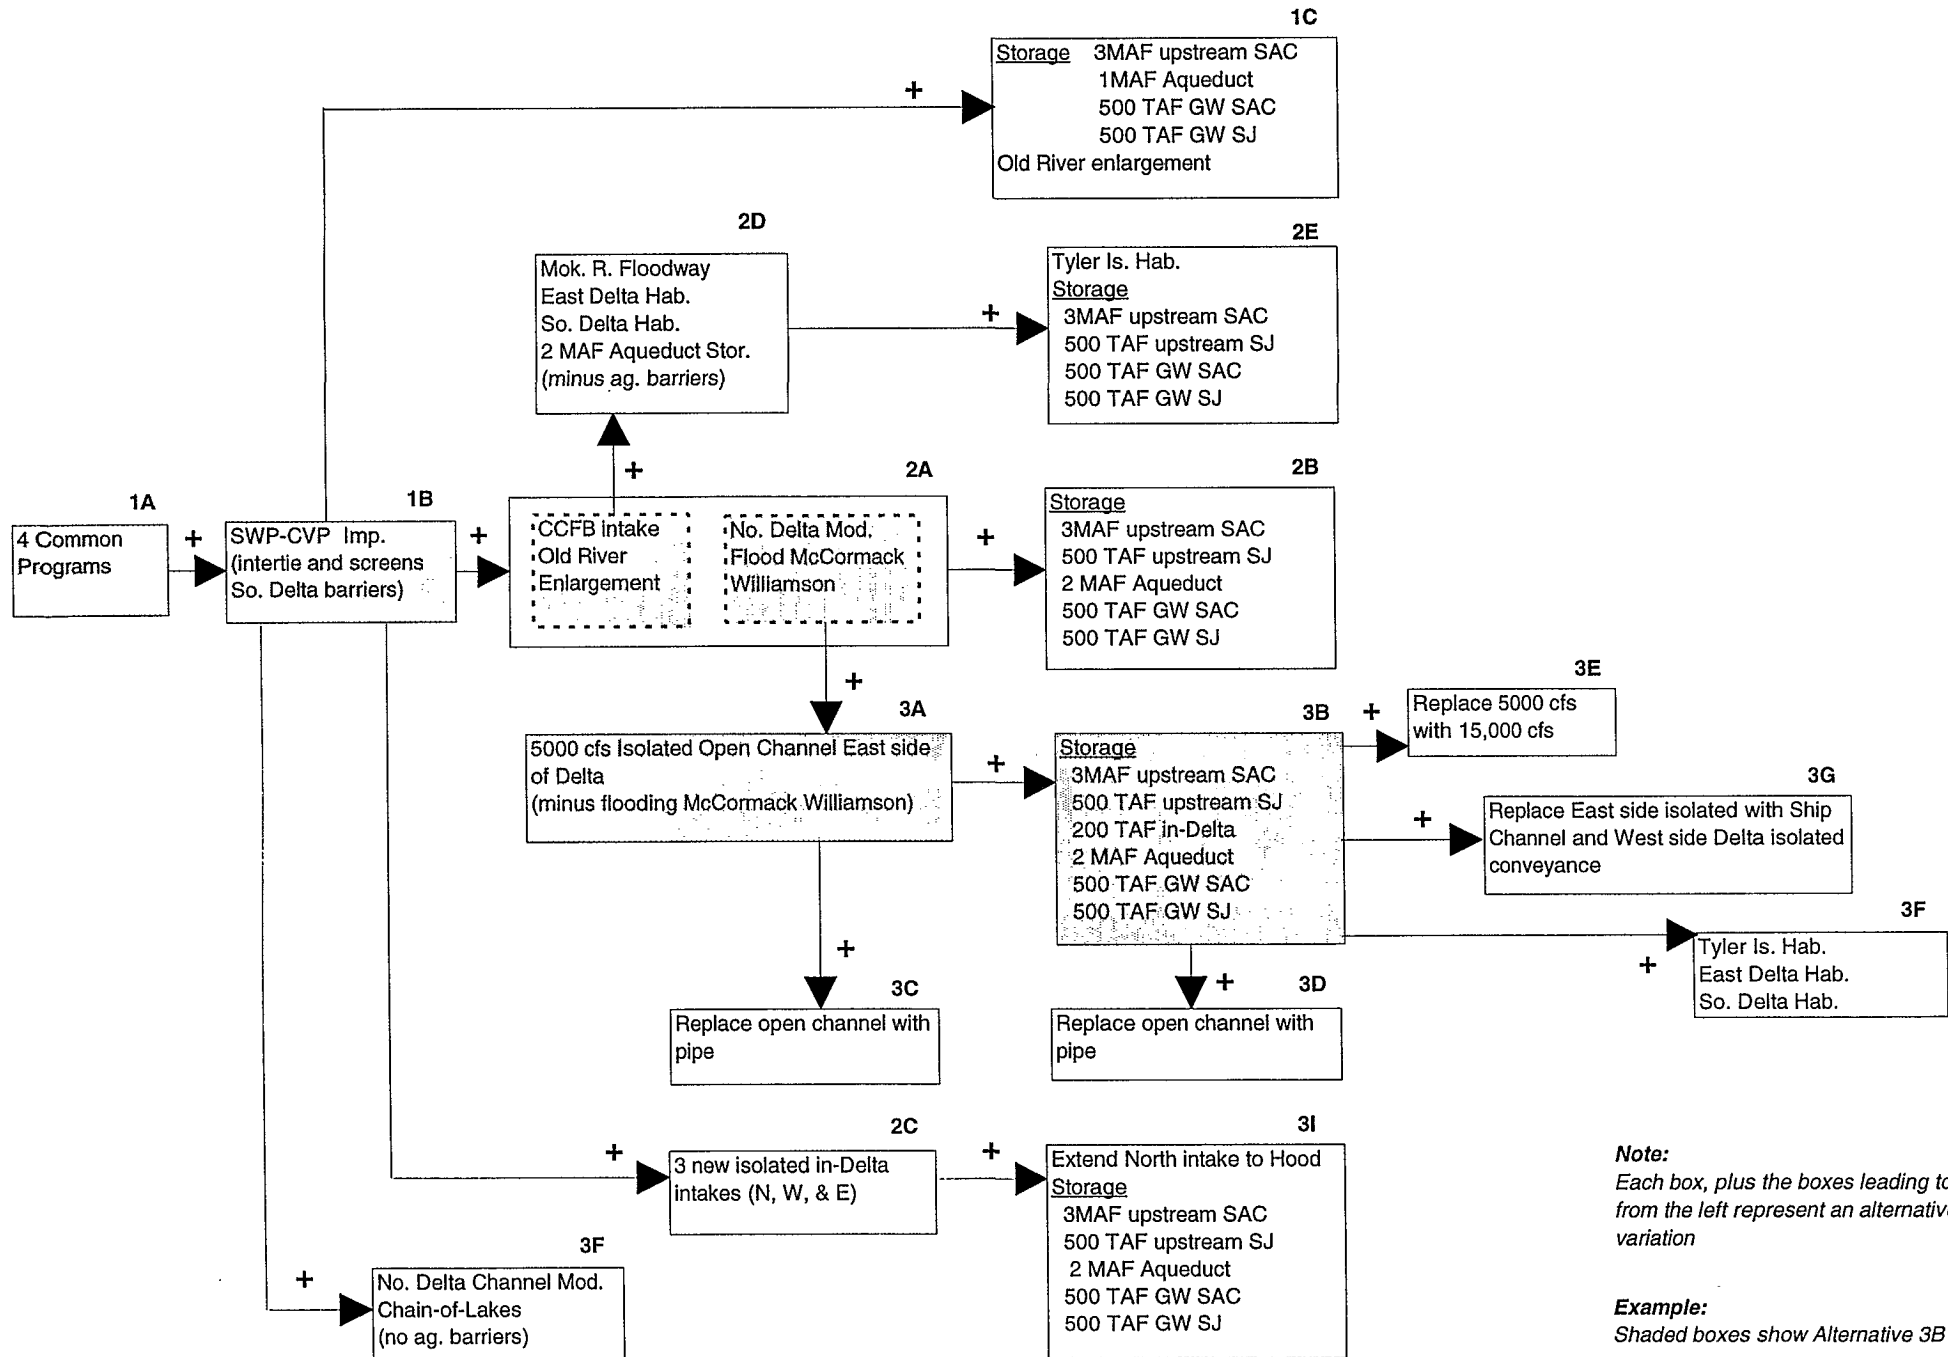 1C
Storage 3MAF upstream SAC
1MAF Aqueduct
500 TAF GW SAC
500 TAF GW SJ
Old River enlargement
+
2D
Mok. R. Floodway
East Delta Hab.
So. Delta Hab.
2 MAF Aqueduct Stor.
(minus ag. barriers)
+
2E
Tyler Is. Hab.
Storage
3MAF upstream SAC
500 TAF upstream SJ
500 TAF GW SAC
500 TAF GW SJ
+
1A
4 Common
Programs
+
1B
SWP-CVP Imp.
(intertie and screens
So. Delta barriers)
+
2A
CCFB intake
Old River
Enlargement
No. Delta Mod.
Flood McCormack
Williamson
+
2B
Storage
3MAF upstream SAC
500 TAF upstream SJ
2 MAF Aqueduct
500 TAF GW SAC
500 TAF GW SJ
+
3A
5000 cfs Isolated Open Channel East side
of Delta
(minus flooding McCormack Williamson)
+
3B
Storage
3MAF upstream SAC
500 TAF upstream SJ
200 TAF in-Delta
2 MAF Aqueduct
500 TAF GW SAC
500 TAF GW SJ
+
3E
Replace 5000 cfs
with 15,000 cfs
+
3G
Replace East side isolated with Ship
Channel and West side Delta isolated
conveyance
+
3F
Tyler Is. Hab.
East Delta Hab.
So. Delta Hab.
+
3C
Replace open channel with
pipe
+
3D
Replace open channel with
pipe
+
2C
3 new isolated in-Delta
intakes (N, W, & E)
+
3I
Extend North intake to Hood
Storage
3MAF upstream SAC
500 TAF upstream SJ
2 MAF Aqueduct
500 TAF GW SAC
500 TAF GW SJ
+
3F
No. Delta Channel Mod.
Chain-of-Lakes
(no ag. barriers)
Note:
Each box, plus the boxes leading to
from the left represent an alternative
variation
Example:
Shaded boxes show Alternative 3B